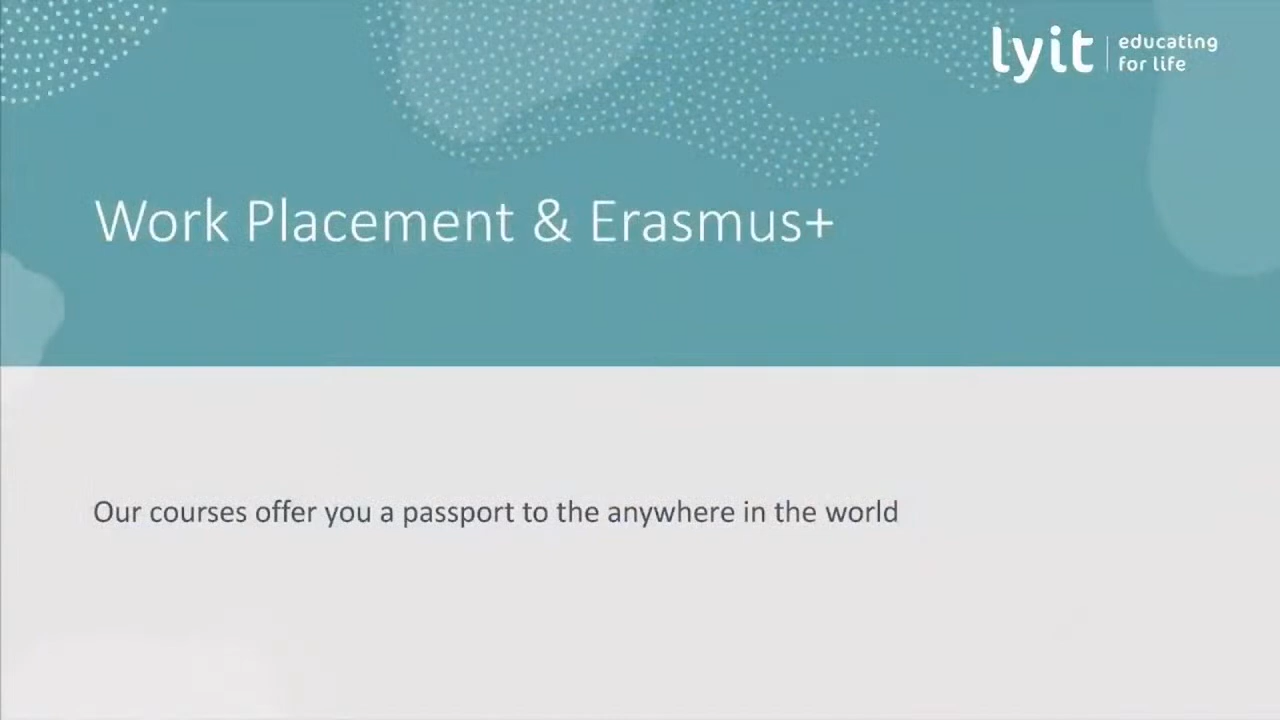 lyit
educating
for life
Work Placement & Erasmus+
Our courses offer you a passport to the anywhere in the world